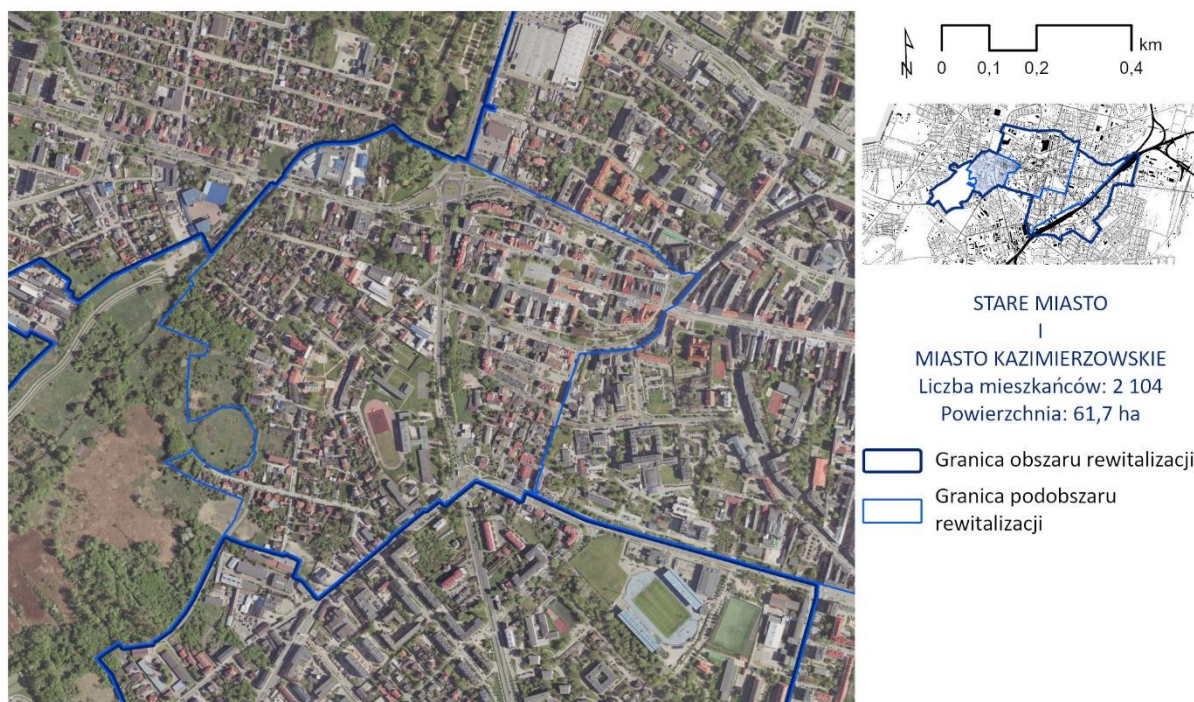 km
N
0 0,1 0,2 0,4
STARE MIASTO
I
MIASTO KAZIMIERZOWSKIE
Liczba mieszkańców: 2 104
Powierzchnia: 61,7 ha
Granica obszaru rewitalizacji
Granica podobszaru
rewitalizacji